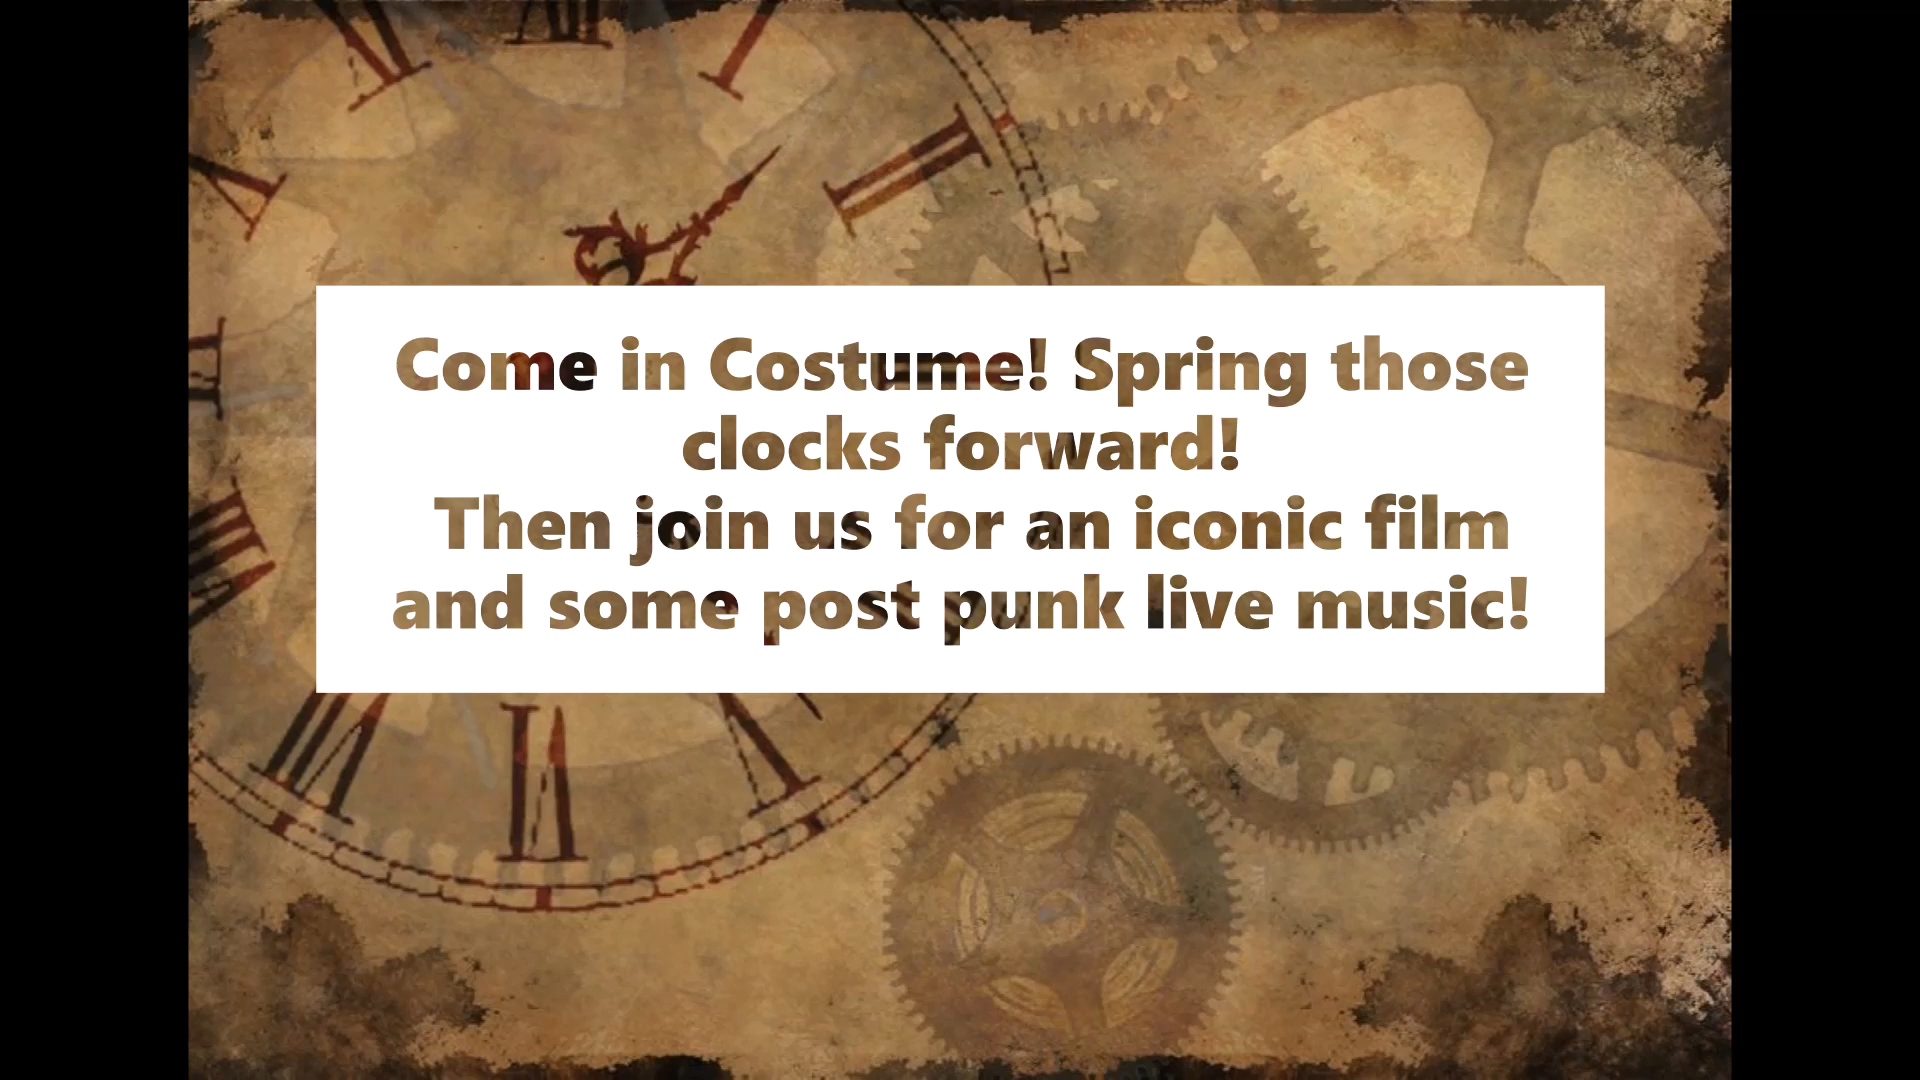 Come in Costume! Spring those
clocks forward!
Then join us for an iconic film
and some post punk live music!